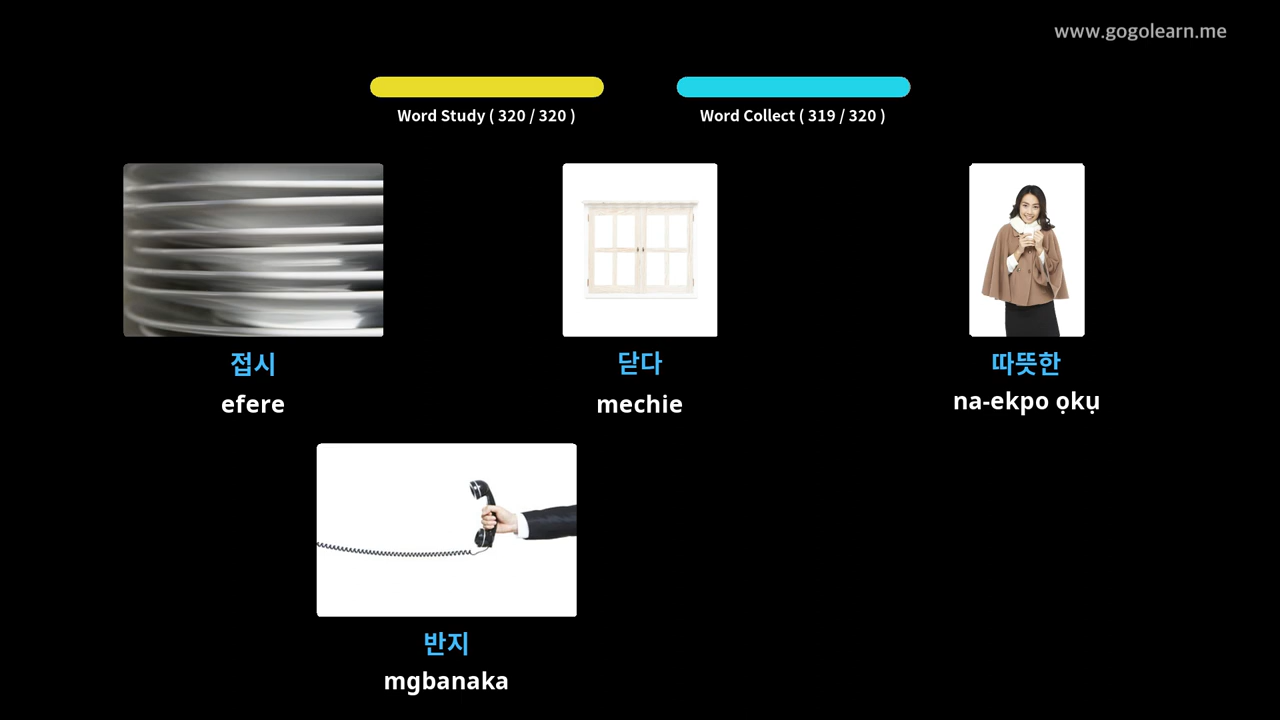 www.gogolearn.me
Word Study ( 320 / 320 )
Word Collect ( 319 / 320 )
접시
efere
닫다
mechie
따뜻한
na-ekpo ọkụ
반지
mgbanaka